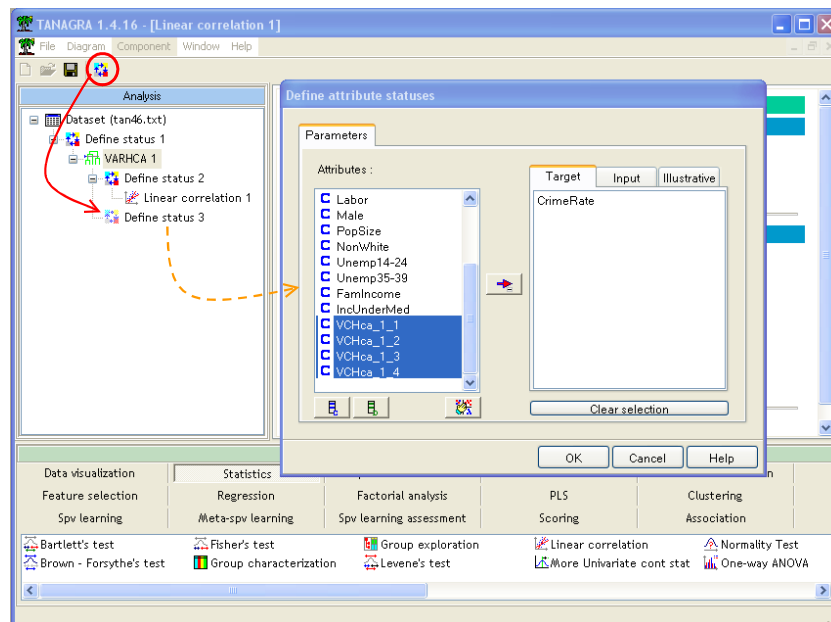 TANAGRA 1.4.16 - [Linear correlation 1]
File Diagram Component Window Help
Analysis
Dataset (tan46.txt)
Define status 1
VARHCA 1
Define status 2
Linear correlation 1
Define status 3
Define attribute statuses
Parameters
Attributes :
Labor
Male
PopSize
NonWhite
Unemp14-24
Unemp35-39
FamIncome
IncUnderMed
VCHca_1_1
VCHca_1_2
VCHca_1_3
VCHca_1_4
Target Input Illustrative
CrimeRate
Clear selection
OK Cancel Help
Data visualization Statistics
Feature selection Regression Factorial analysis PLS Clustering
Spv learning Meta-spv learning Spv learning assessment Scoring Association
Bartlett's test Fisher's test Group exploration Linear correlation Normality Test
Brown - Forsythe's test Group characterization Levene's test More Univariate cont stat One-way ANOVA